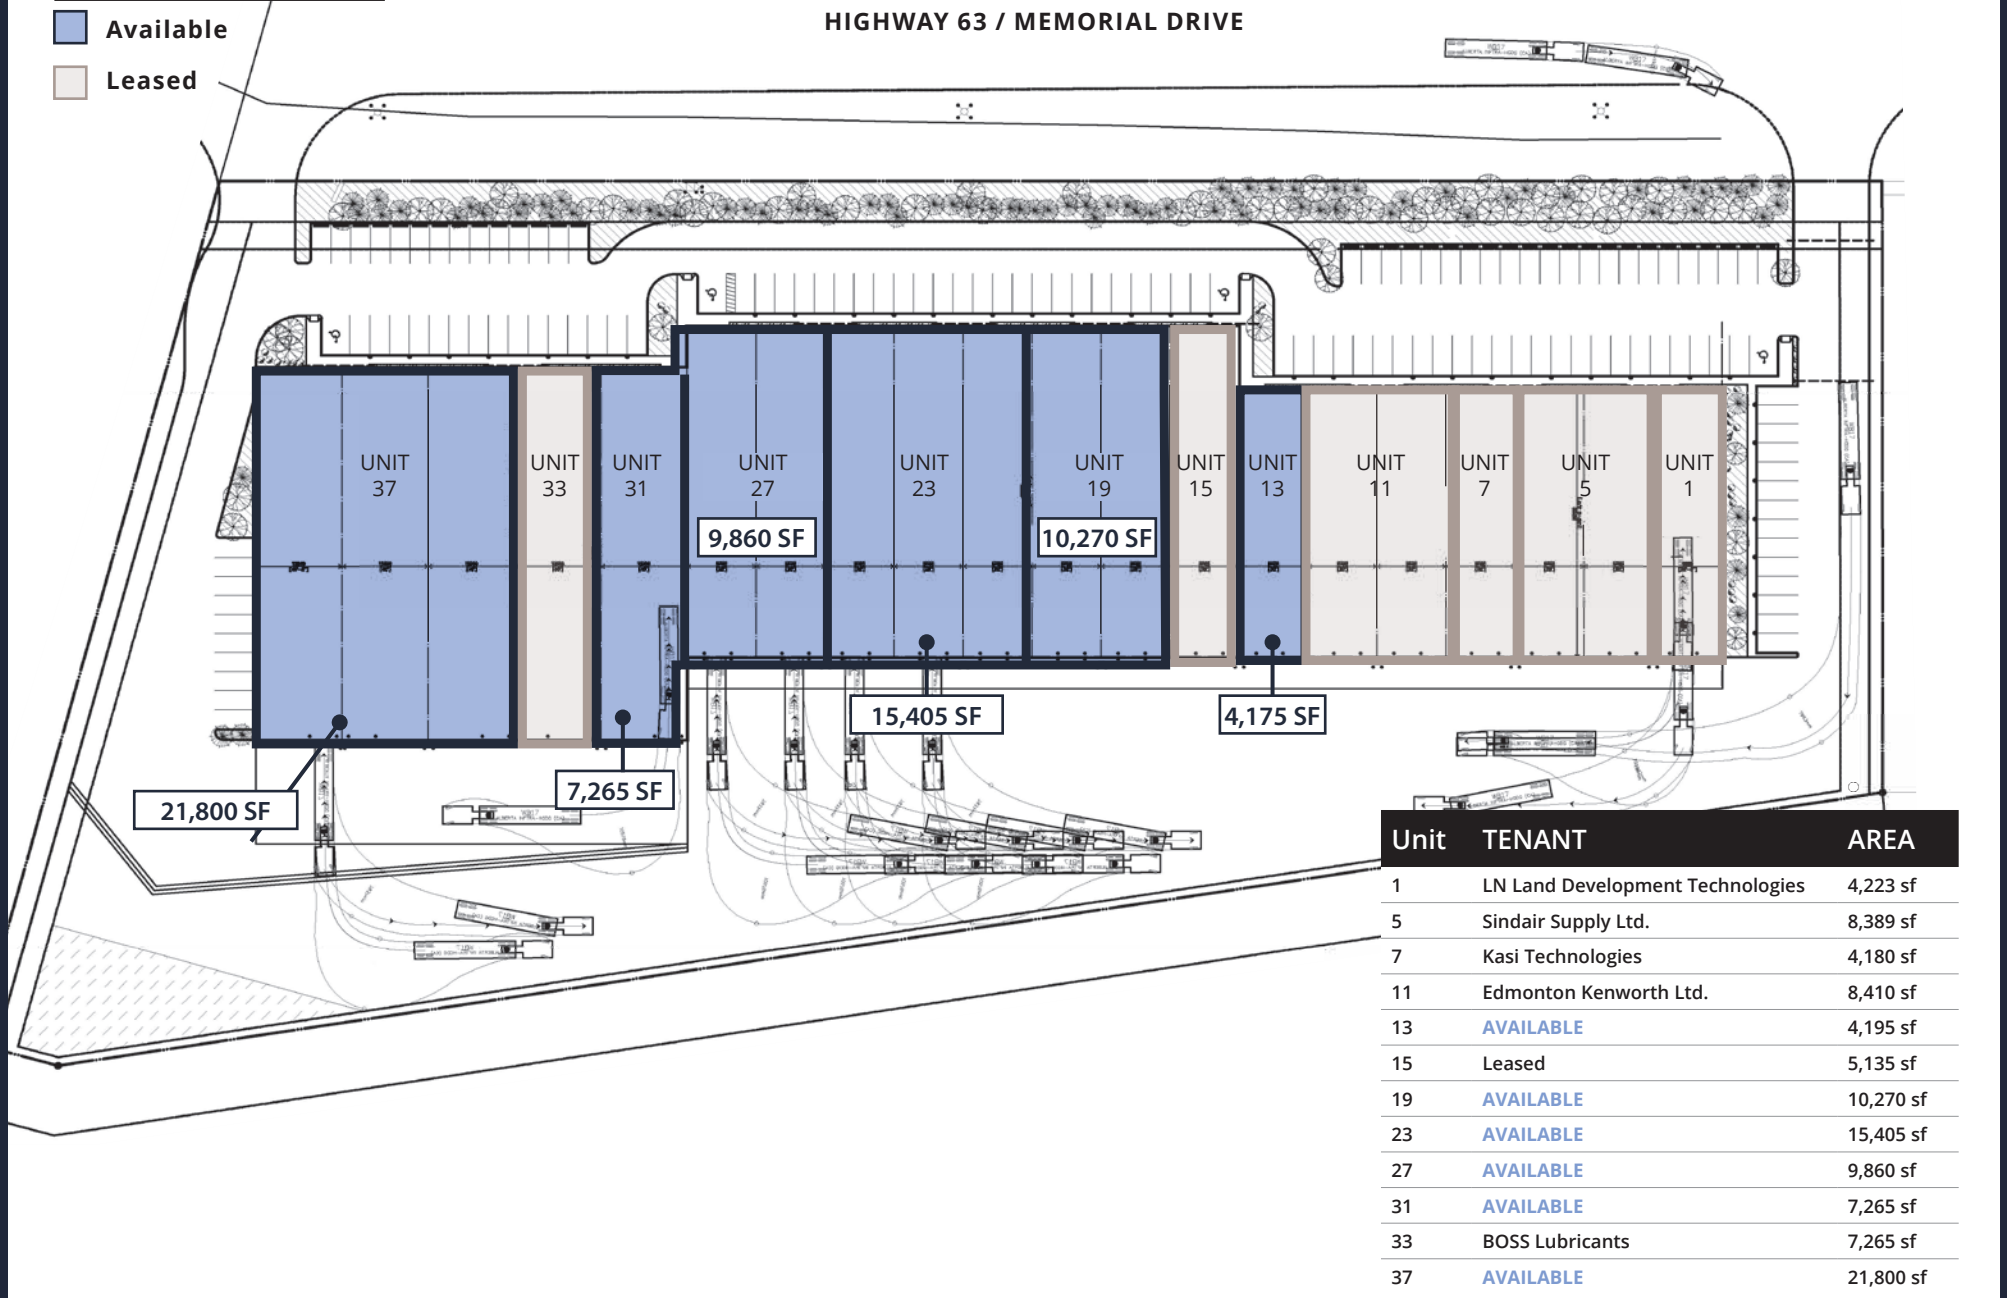 Available
Leased
HIGHWAY 63 / MEMORIAL DRIVE
UNIT
37
UNIT
33
UNIT
31
UNIT
27
UNIT
23
UNIT
19
UNIT
15
UNIT
13
UNIT
11
UNIT
7
UNIT
5
UNIT
1
9,860 SF
10,270 SF
15,405 SF
4,175 SF
7,265 SF
21,800 SF
Unit TENANT AREA
1 LN Land Development Technologies 4,223 sf
5 Sindair Supply Ltd. 8,389 sf
7 Kasi Technologies 4,180 sf
11 Edmonton Kenworth Ltd. 8,410 sf
13 AVAILABLE 4,195 sf
15 Leased 5,135 sf
19 AVAILABLE 10,270 sf
23 AVAILABLE 15,405 sf
27 AVAILABLE 9,860 sf
31 AVAILABLE 7,265 sf
33 BOSS Lubricants 7,265 sf
37 AVAILABLE 21,800 sf